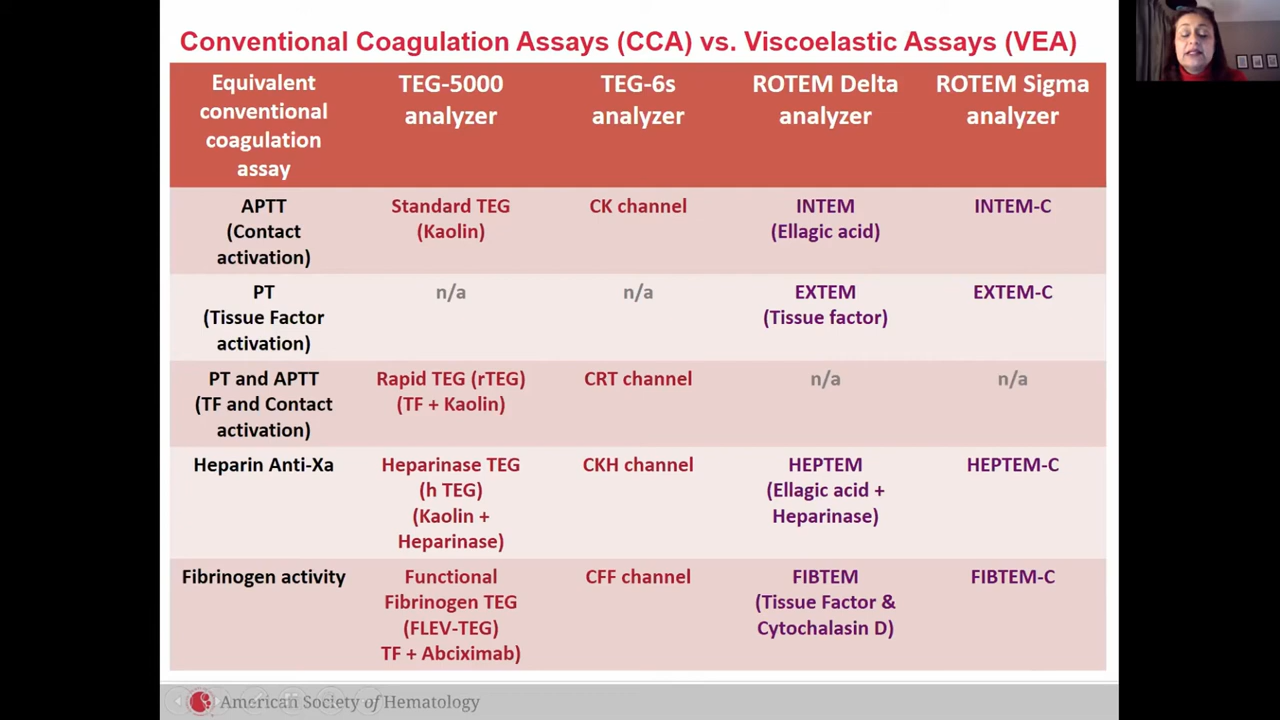 Conventional Coagulation Assays (CCA) vs. Viscoelastic Assays (VEA)
Equivalent
conventional
coagulation
assay
TEG-5000
analyzer
TEG-6s
analyzer
ROTEM Delta
analyzer
ROTEM Sigma
analyzer
APTT
(Contact
activation)
Standard TEG
(Kaolin)
CK channel
INTEM
(Ellagic acid)
INTEM-C
PT
(Tissue Factor
activation)
n/a
n/a
EXTEM
(Tissue factor)
EXTEM-C
PT and APTT
(TF and Contact
activation)
Rapid TEG (rTEG)
(TF + Kaolin)
CRT channel
n/a
n/a
Heparin Anti-Xa
Heparinase TEG
(h TEG)
(Kaolin +
Heparinase)
CKH channel
HEPTEM
(Ellagic acid +
Heparinase)
HEPTEM-C
Fibrinogen activity
Functional
Fibrinogen TEG
(FLEV-TEG)
TF + Abciximab)
CFF channel
FIBTEM
(Tissue Factor &
Cytochalasin D)
FIBTEM-C
American Society of Hematology